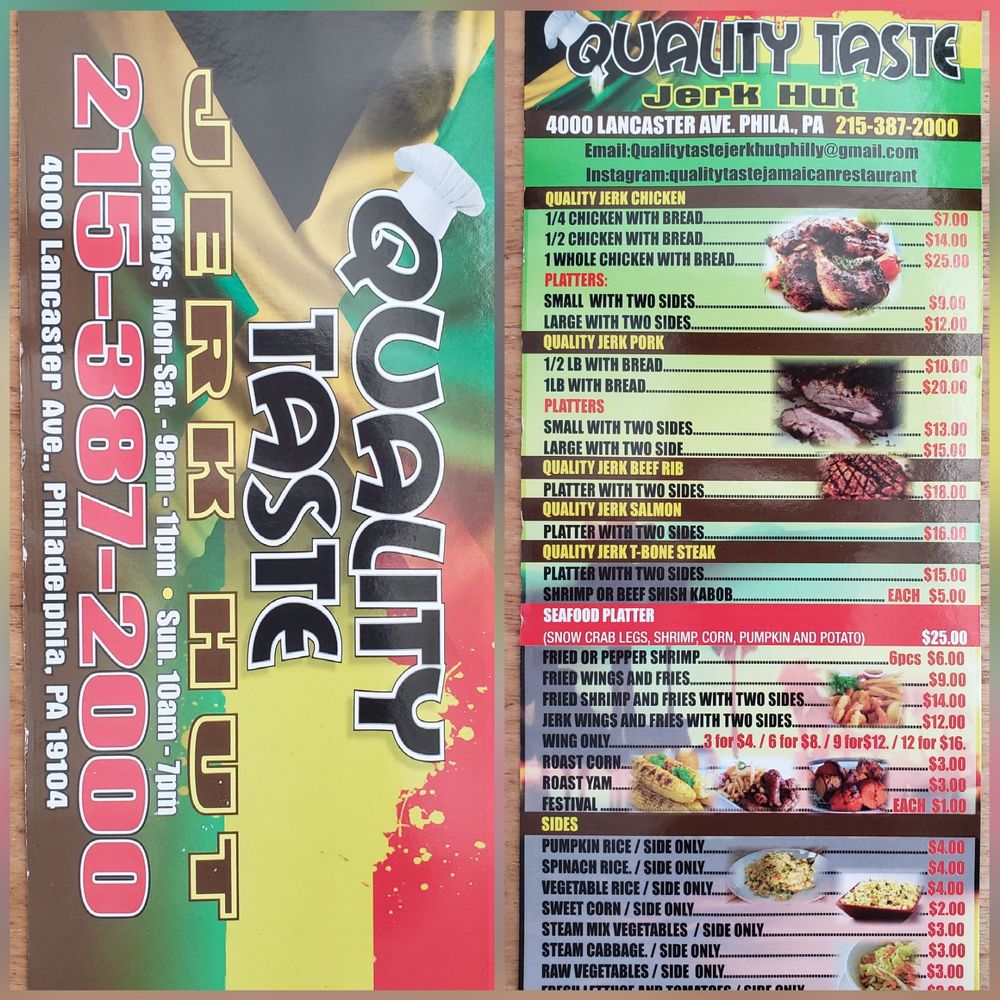 QUALITY
TASTE
JERK HUT
Open Days; Mon-Sat. - 9am - 11pm • Sun. 10am - 7pm
215-387-2000
4000 Lancaster Ave., Philadelphia, PA 19104
QUALITY TASTE
Jerk Hut
4000 LANCASTER AVE. PHILA., PA 215-387-2000
Email:Qualitytastejerkhutphilly@gmail.com
Instagram:qualitytastejamaicanrestaurant
QUALITY JERK CHICKEN
1/4 CHICKEN WITH BREAD $7.00
1/2 CHICKEN WITH BREAD $14.00
1 WHOLE CHICKEN WITH BREAD $25.00
PLATTERS:
SMALL WITH TWO SIDES $9.00
LARGE WITH TWO SIDES $12.00
QUALITY JERK PORK
1/2 LB WITH BREAD $10.00
1LB WITH BREAD $20.00
PLATTERS
SMALL WITH TWO SIDES $13.00
LARGE WITH TWO SIDE $15.00
QUALITY JERK BEEF RIB
PLATTER WITH TWO SIDES $18.00
QUALITY JERK SALMON
PLATTER WITH TWO SIDES $16.00
QUALITY JERK T-BONE STEAK
PLATTER WITH TWO SIDES $15.00
SHRIMP OR BEEF SHISH KABOB EACH $5.00
SEAFOOD PLATTER
(SNOW CRAB LEGS, SHRIMP, CORN, PUMPKIN AND POTATO) $25.00
FRIED OR PEPPER SHRIMP 6pcs $6.00
FRIED WINGS AND FRIES $9.00
FRIED SHRIMP AND FRIES WITH TWO SIDES $14.00
JERK WINGS AND FRIES WITH TWO SIDES $12.00
WING ONLY 3 for $4. / 6 for $8. / 9 for$12. / 12 for $16.
ROAST CORN $3.00
ROAST YAM $3.00
FESTIVAL EACH $1.00
SIDES
PUMPKIN RICE / SIDE ONLY $4.00
SPINACH RICE. / SIDE ONLY $4.00
VEGETABLE RICE / SIDE ONLY $4.00
SWEET CORN / SIDE ONLY $2.00
STEAM MIX VEGETABLES / SIDE ONLY $3.00
STEAM CABBAGE. / SIDE ONLY $3.00
RAW VEGETABLES / SIDE ONLY $3.00
FRESH LETTUCE AND TOMATOES / SIDE ONLY